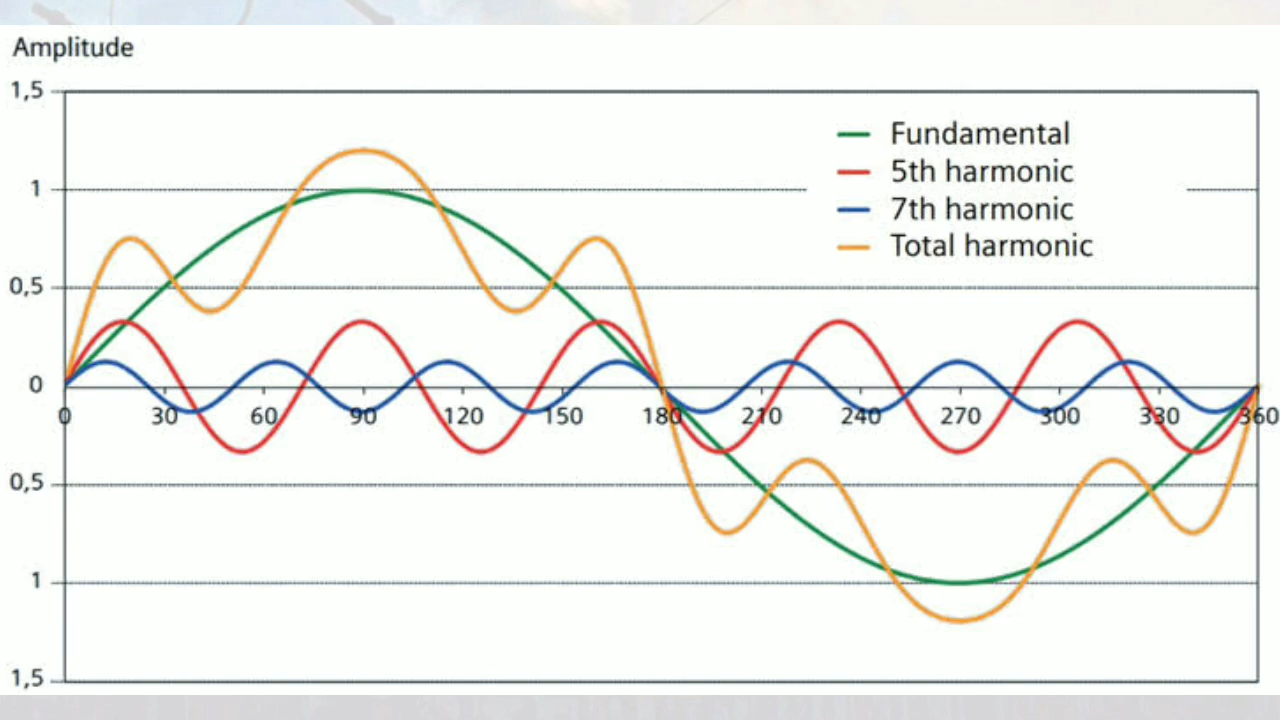 Amplitude
1,5
Fundamental
5th harmonic
1
7th harmonic
Total harmonic
0,5
0
0 30 60 90 120 150 180 210 240 270 300 330 360
0,5
1
1,5